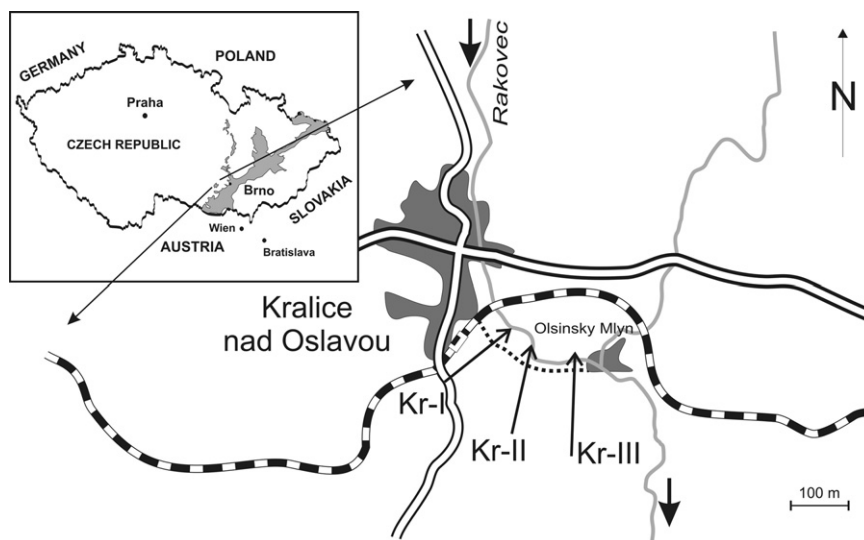 GERMANY
POLAND
Praha
CZECH REPUBLIC
Brno
SLOVAKIA
Wien
AUSTRIA
Bratislava
Rakovec
N
Kralice
nad Oslavou
Olsinsky Mlyn
Kr-I
Kr-II
Kr-III
100 m